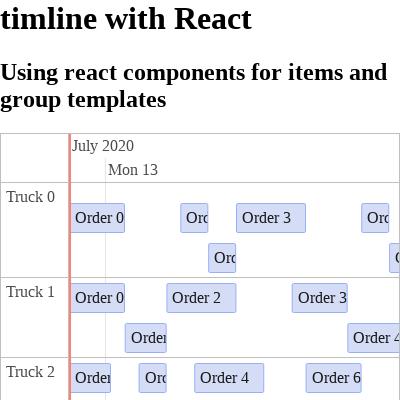 timline with React
Using react components for items and
group templates
July 2020
Mon 13
Truck 0
Order 0 Ord Order 3 Ord
Ord
Truck 1
Order 0 Order 2 Order 3
Order Order 4
Truck 2
Order Ord Order 4 Order 6